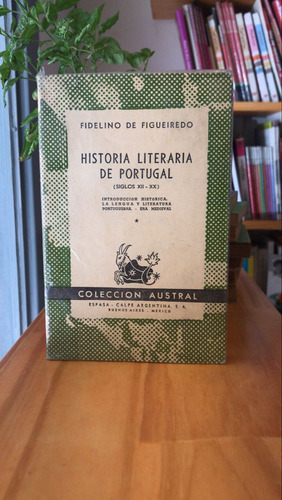 FIDELINO DE FIGUEIREDO
HISTORIA LITERARIA
DE PORTUGAL
(SIGLOS XII - XX)
INTRODUCCION HISTORICA.
LA LENGUA Y LITERATURA
PORTUGUESA. - ERA MEDIEVAL
*
COLECCION AUSTRAL
ESPASA - CALPE ARGENTINA, S. A.
BUENOS AIRES - MEXICO